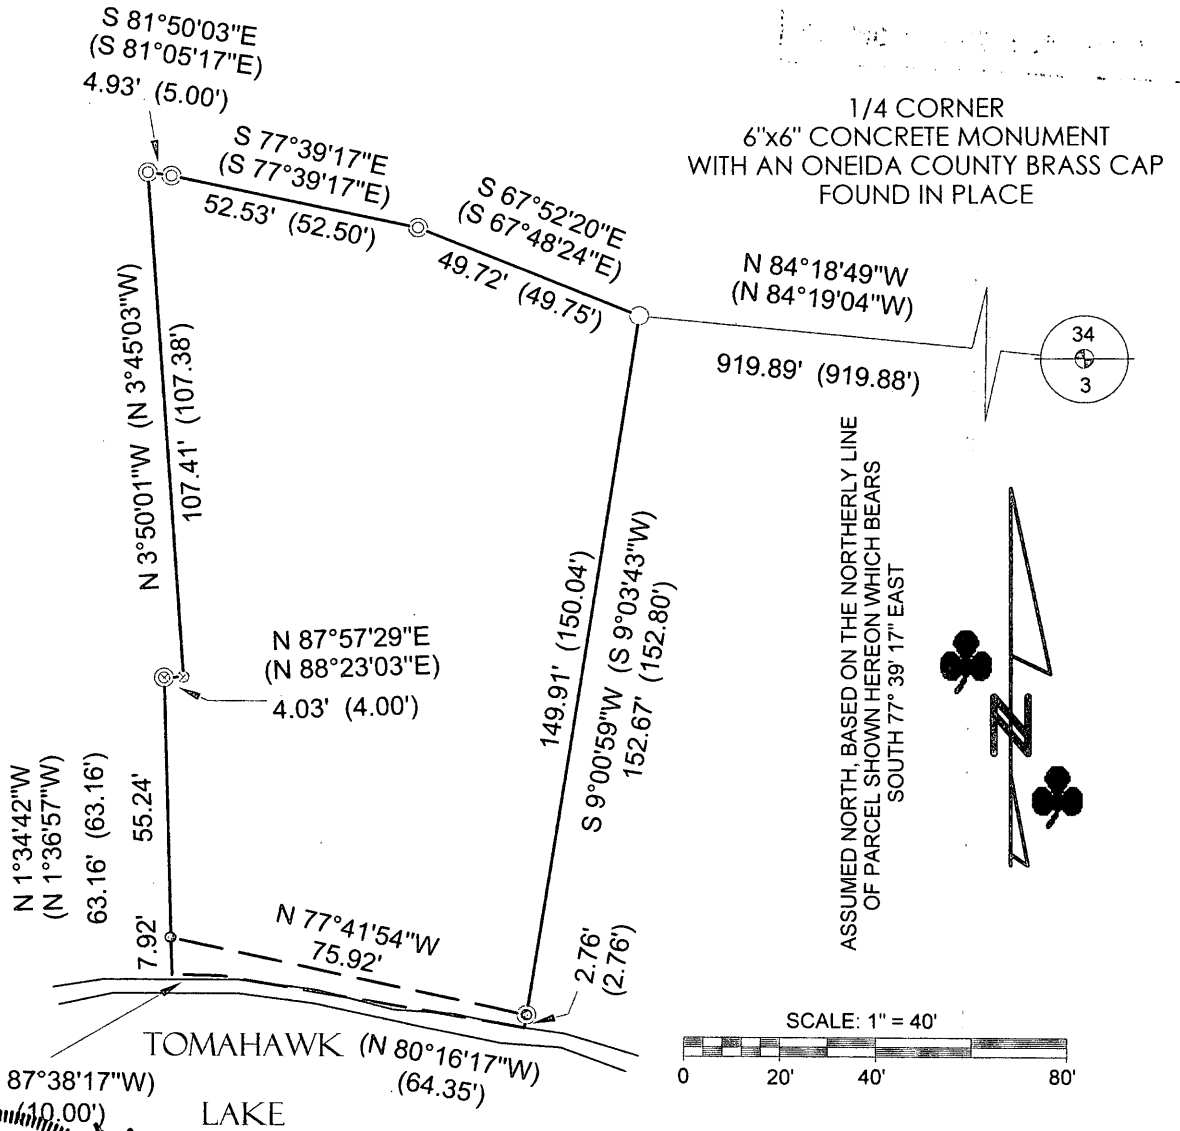 S 81°50'03"E
(S 81°05'17"E)
4.93' (5.00')
S 77°39'17"E
(S 77°39'17"E)
52.53' (52.50')
S 67°52'20"E
(S 67°48'24"E)
49.72' (49.75')
1/4 CORNER
6"x6" CONCRETE MONUMENT
WITH AN ONEIDA COUNTY BRASS CAP
FOUND IN PLACE
N 84°18'49"W
(N 84°19'04"W)
919.89' (919.88')
34
3
N 3°50'01"W (N 3°45'03"W)
107.41' (107.38')
N 87°57'29"E
(N 88°23'03"E)
4.03' (4.00')
149.91' (150.04')
S 9°00'59"W (S 9°03'43"W)
152.67' (152.80')
ASSUMED NORTH, BASED ON THE NORTHERLY LINE
OF PARCEL SHOWN HEREON WHICH BEARS
SOUTH 77° 39' 17" EAST
N
N 1°34'42"W
(N 1°36'57"W)
63.16' (63.16')
55.24'
7.92'
N 77°41'54"W
75.92'
2.76'
(2.76')
TOMAHAWK
LAKE
(N 80°16'17"W)
(64.35')
87°38'17"W)
(10.00')
SCALE: 1" = 40'
0 20' 40' 80'